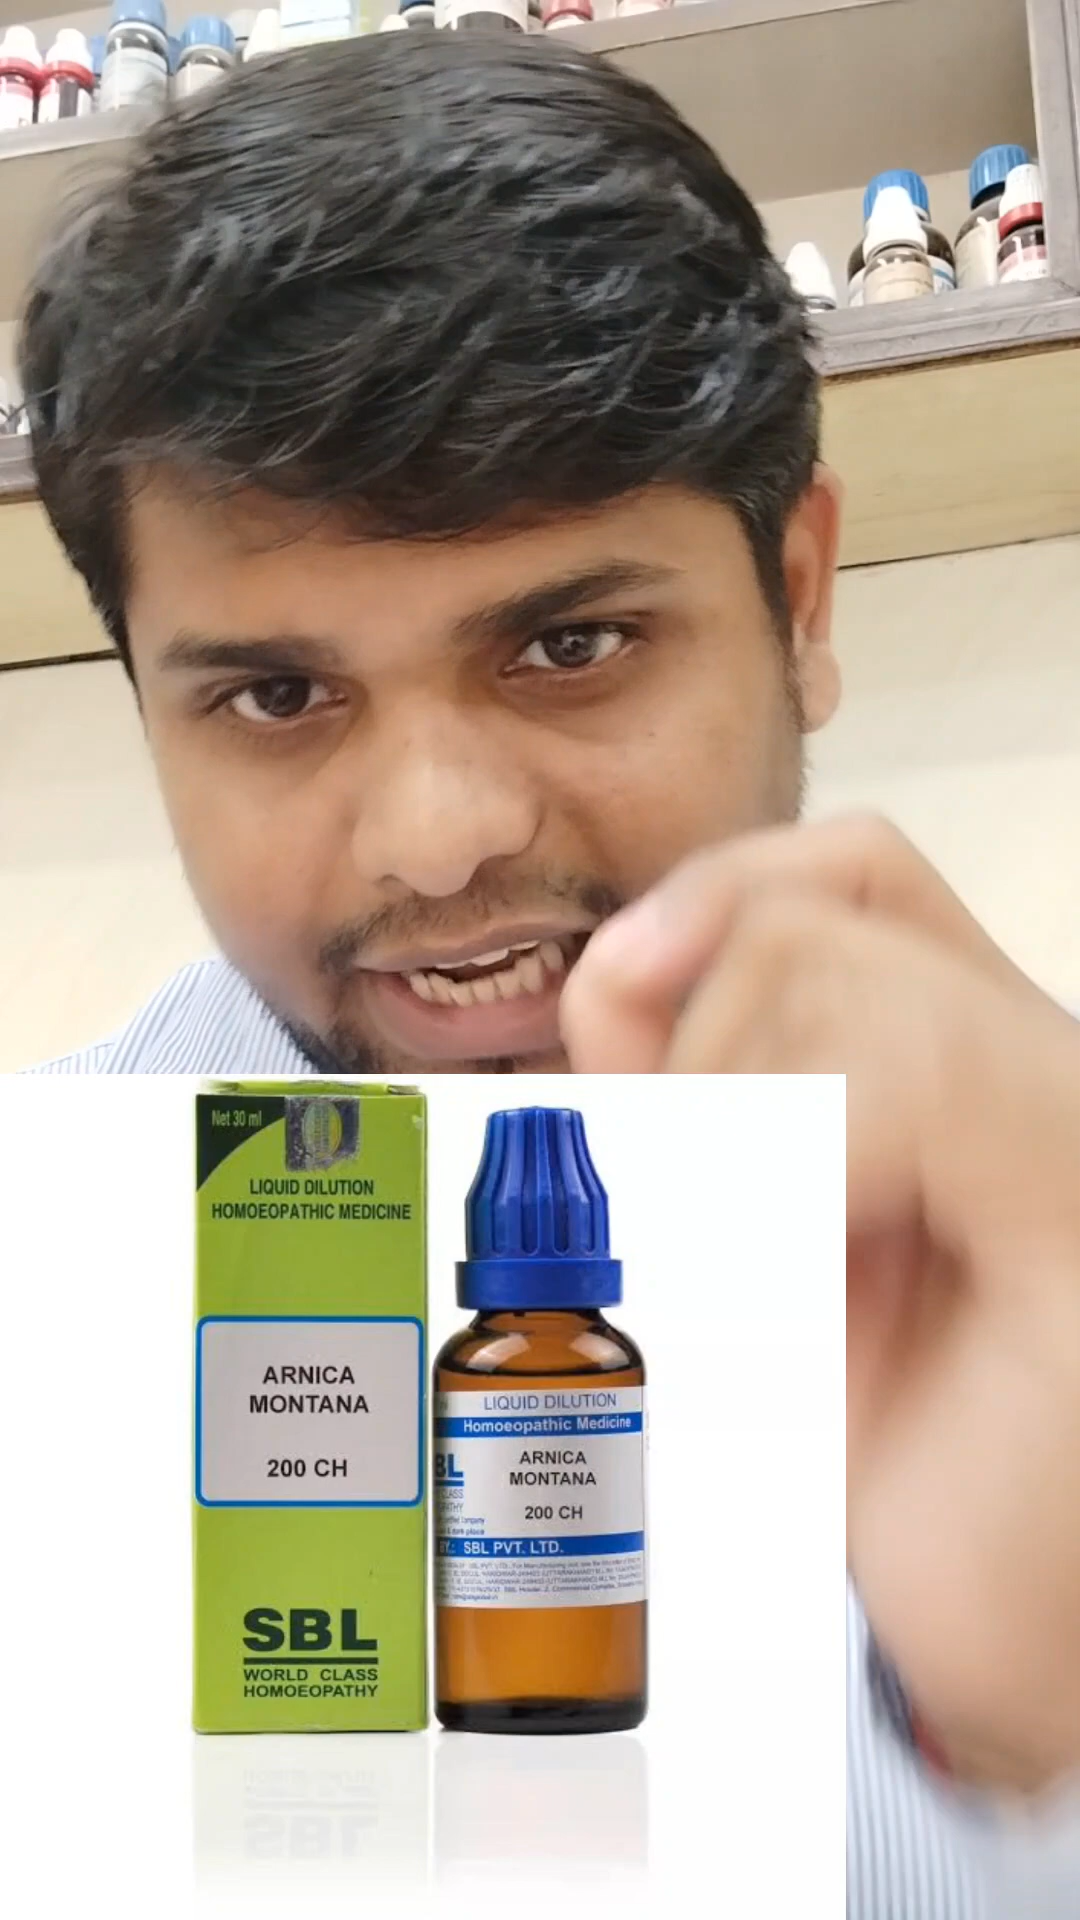 Net 30 ml
LIQUID DILUTION
HOMOEOPATHIC MEDICINE
ARNICA
MONTANA
200 CH
SBL
WORLD CLASS
HOMOEOPATHY
LIQUID DILUTION
Homoeopathic Medicine
BL
ARNICA
MONTANA
200 CH
SBL PVT. LTD.